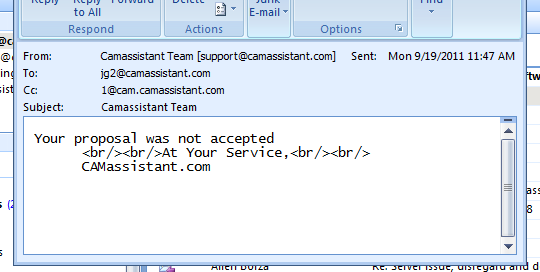 Reply Reply Forward Delete Junk Find
to All E-mail
Respond Actions Options
From: Camassistant Team [support@camassistant.com] Sent: Mon 9/19/2011 11:47 AM
To: jg2@camassistant.com
Cc: 1@cam.camassistant.com
Subject: Camassistant Team
Your proposal was not accepted
<br/><br/>At Your Service,<br/><br/>
CAMassistant.com
Allen Borza Re: Server issue, disregard and d